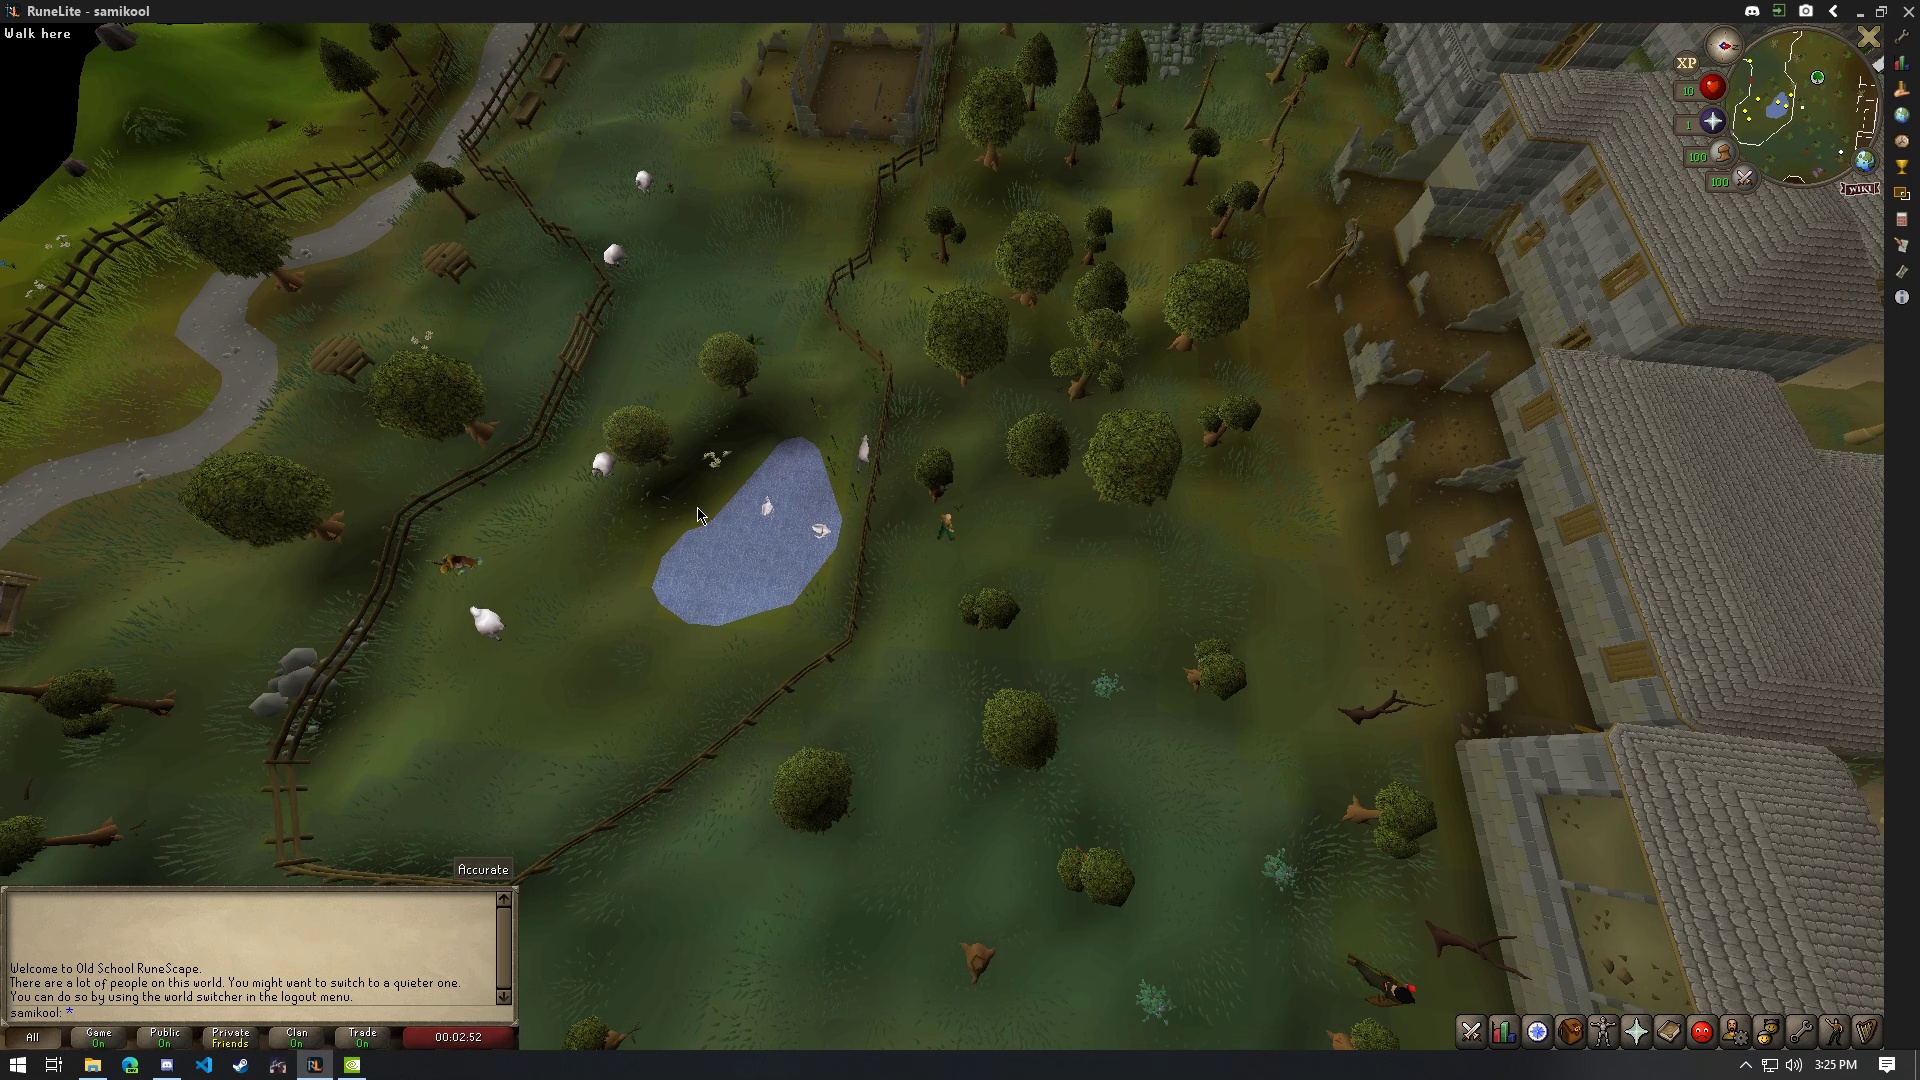 RuneLite - samikool
Walk here
XP
10
1
100
100
WIKI
Accurate
Welcome to Old School RuneScape.
There are a lot of people on this world. You might want to switch to a quieter one.
You can do so by using the world switcher in the logout menu.
samikool: *
All
Game
On
Public
On
Private
Friends
Clan
On
Trade
On
00:02:52
3:25 PM